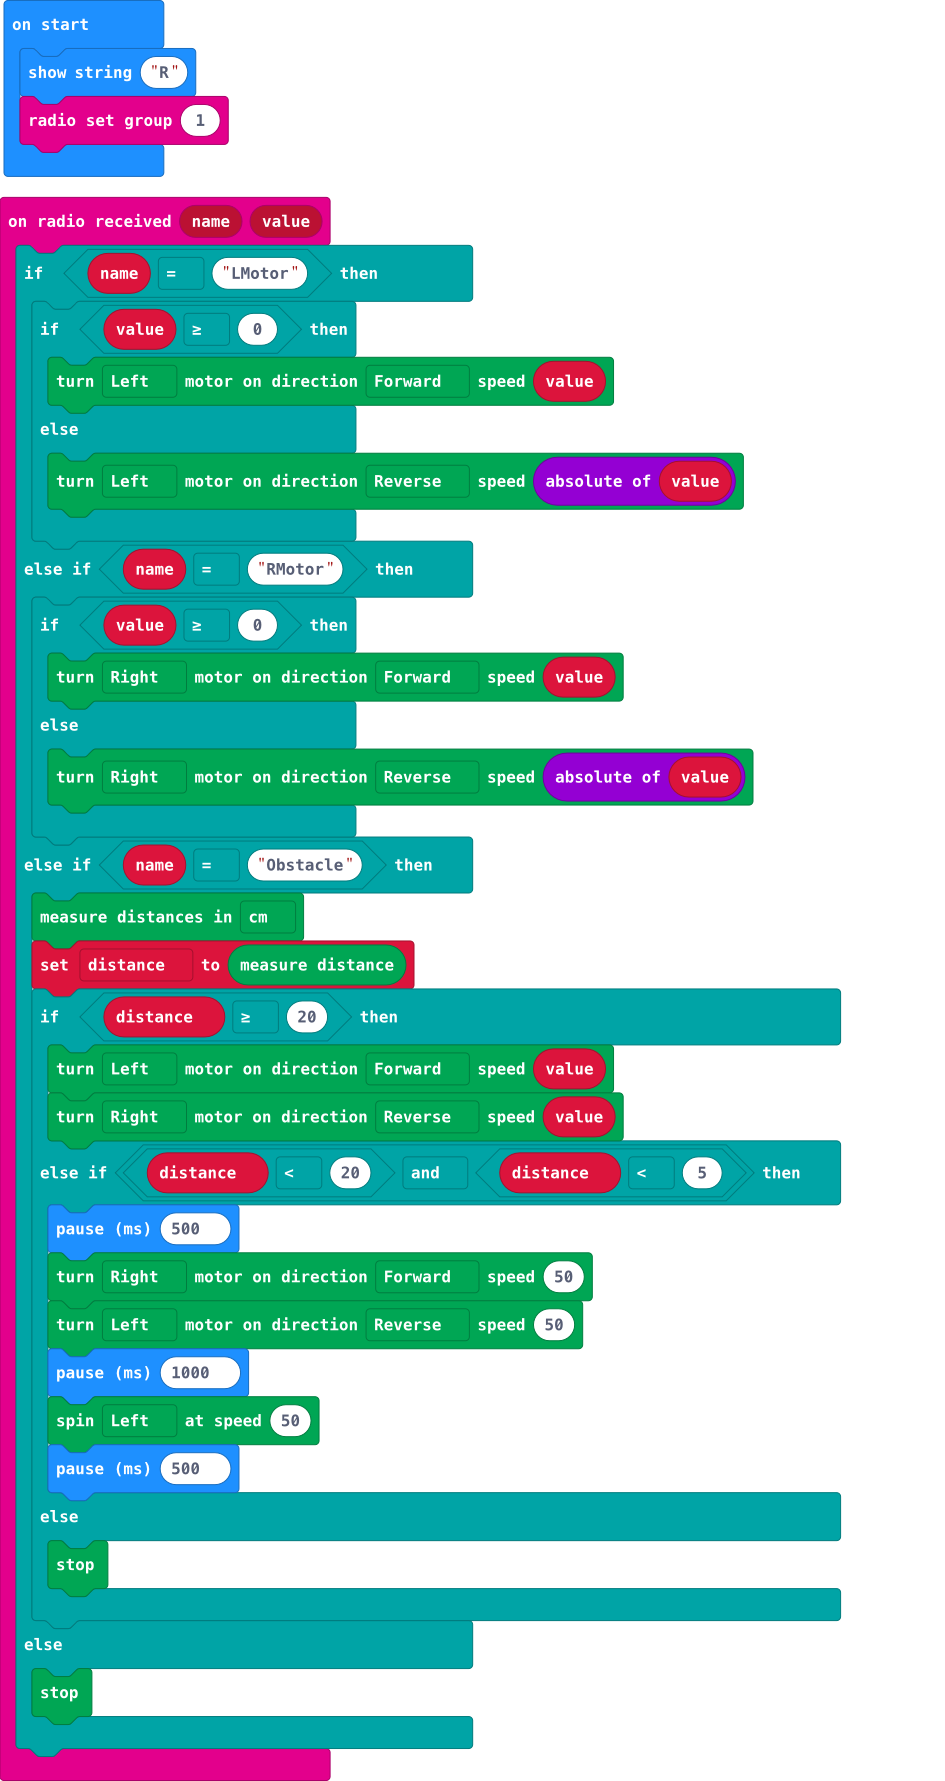 on start
show string "R"
radio set group 1
on radio received name value
if name = "LMotor" then
if value ≥ 0 then
turn Left motor on direction Forward speed value
else
turn Left motor on direction Reverse speed absolute of value
else if name = "RMotor" then
if value ≥ 0 then
turn Right motor on direction Forward speed value
else
turn Right motor on direction Reverse speed absolute of value
else if name = "Obstacle" then
measure distances in cm
set distance to measure distance
if distance ≥ 20 then
turn Left motor on direction Forward speed value
turn Right motor on direction Reverse speed value
else if distance < 20 and distance < 5 then
pause (ms) 500
turn Right motor on direction Forward speed 50
turn Left motor on direction Reverse speed 50
pause (ms) 1000
spin Left at speed 50
pause (ms) 500
else
stop
else
stop